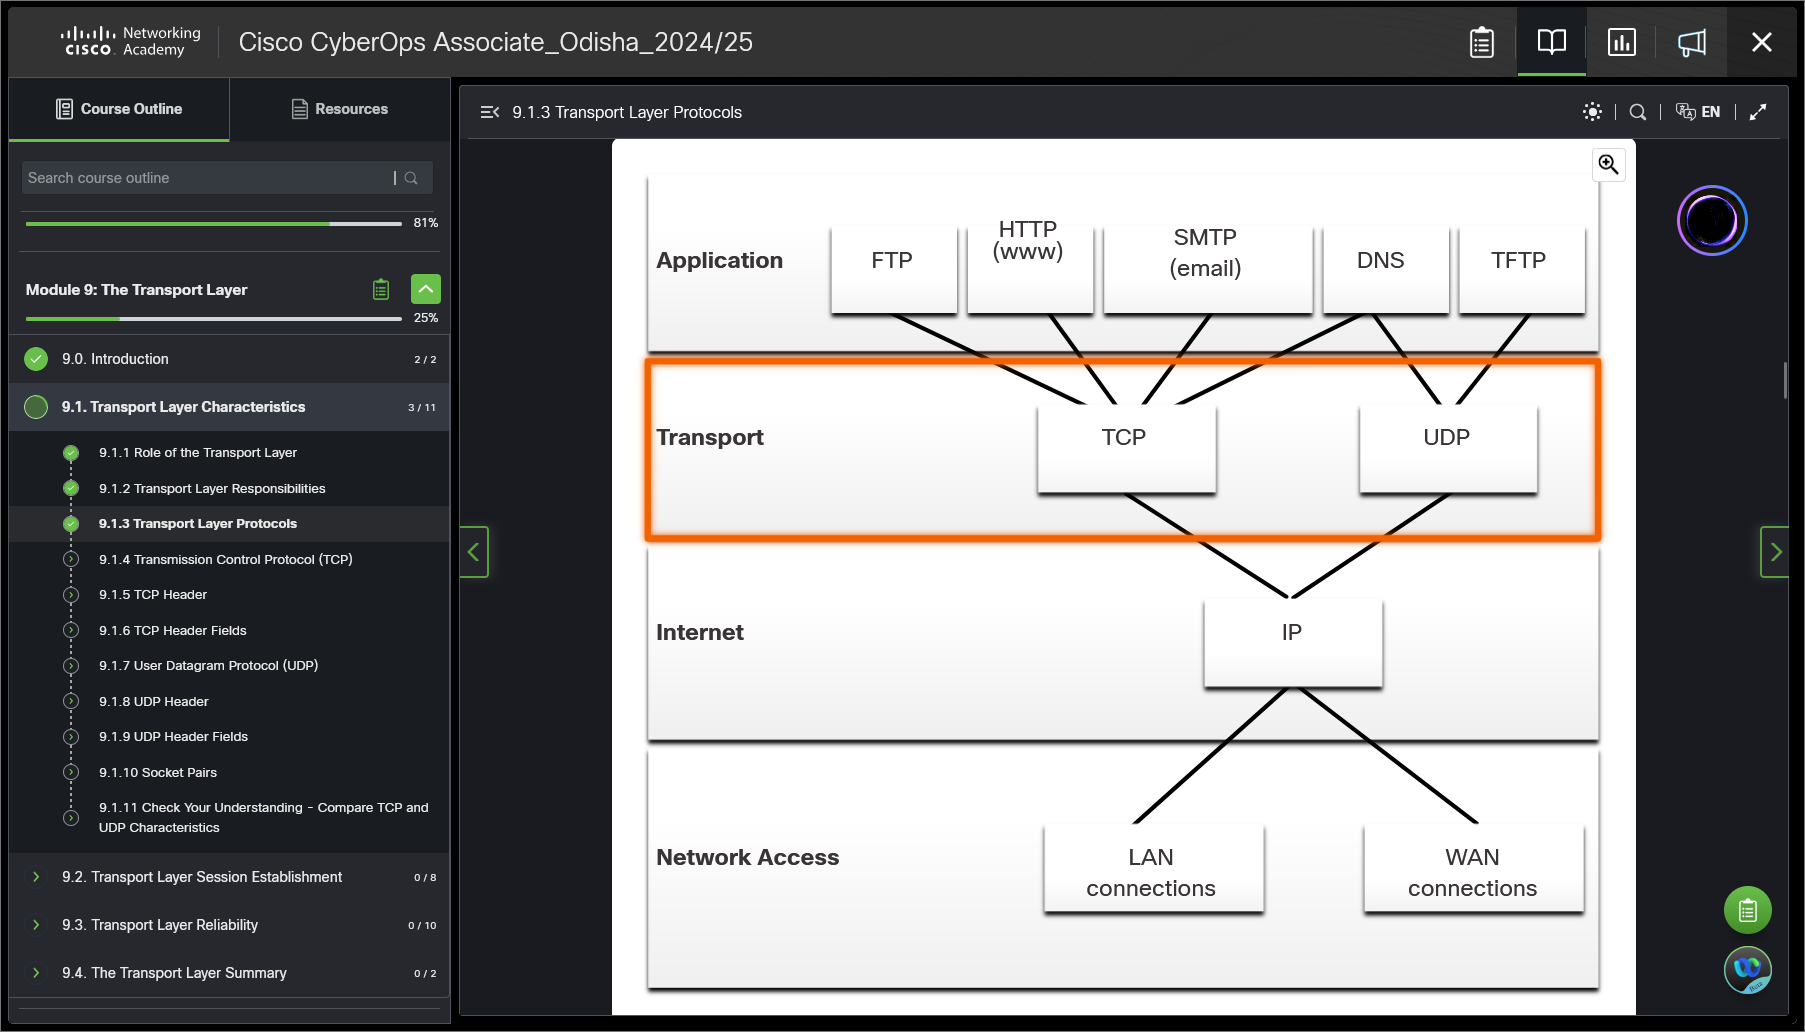 Networking
CISCO Academy
Cisco CyberOps Associate_Odisha_2024/25
Course Outline
Resources
Search course outline
81%
Module 9: The Transport Layer
25%
9.0. Introduction
2 / 2
9.1. Transport Layer Characteristics
3 / 11
9.1.1 Role of the Transport Layer
9.1.2 Transport Layer Responsibilities
9.1.3 Transport Layer Protocols
9.1.4 Transmission Control Protocol (TCP)
9.1.5 TCP Header
9.1.6 TCP Header Fields
9.1.7 User Datagram Protocol (UDP)
9.1.8 UDP Header
9.1.9 UDP Header Fields
9.1.10 Socket Pairs
9.1.11 Check Your Understanding - Compare TCP and
UDP Characteristics
9.2. Transport Layer Session Establishment
0 / 8
9.3. Transport Layer Reliability
0 / 10
9.4. The Transport Layer Summary
0 / 2
9.1.3 Transport Layer Protocols
EN
Application
FTP
HTTP
(www)
SMTP
(email)
DNS
TFTP
Transport
TCP
UDP
Internet
IP
Network Access
LAN
connections
WAN
connections
Beta